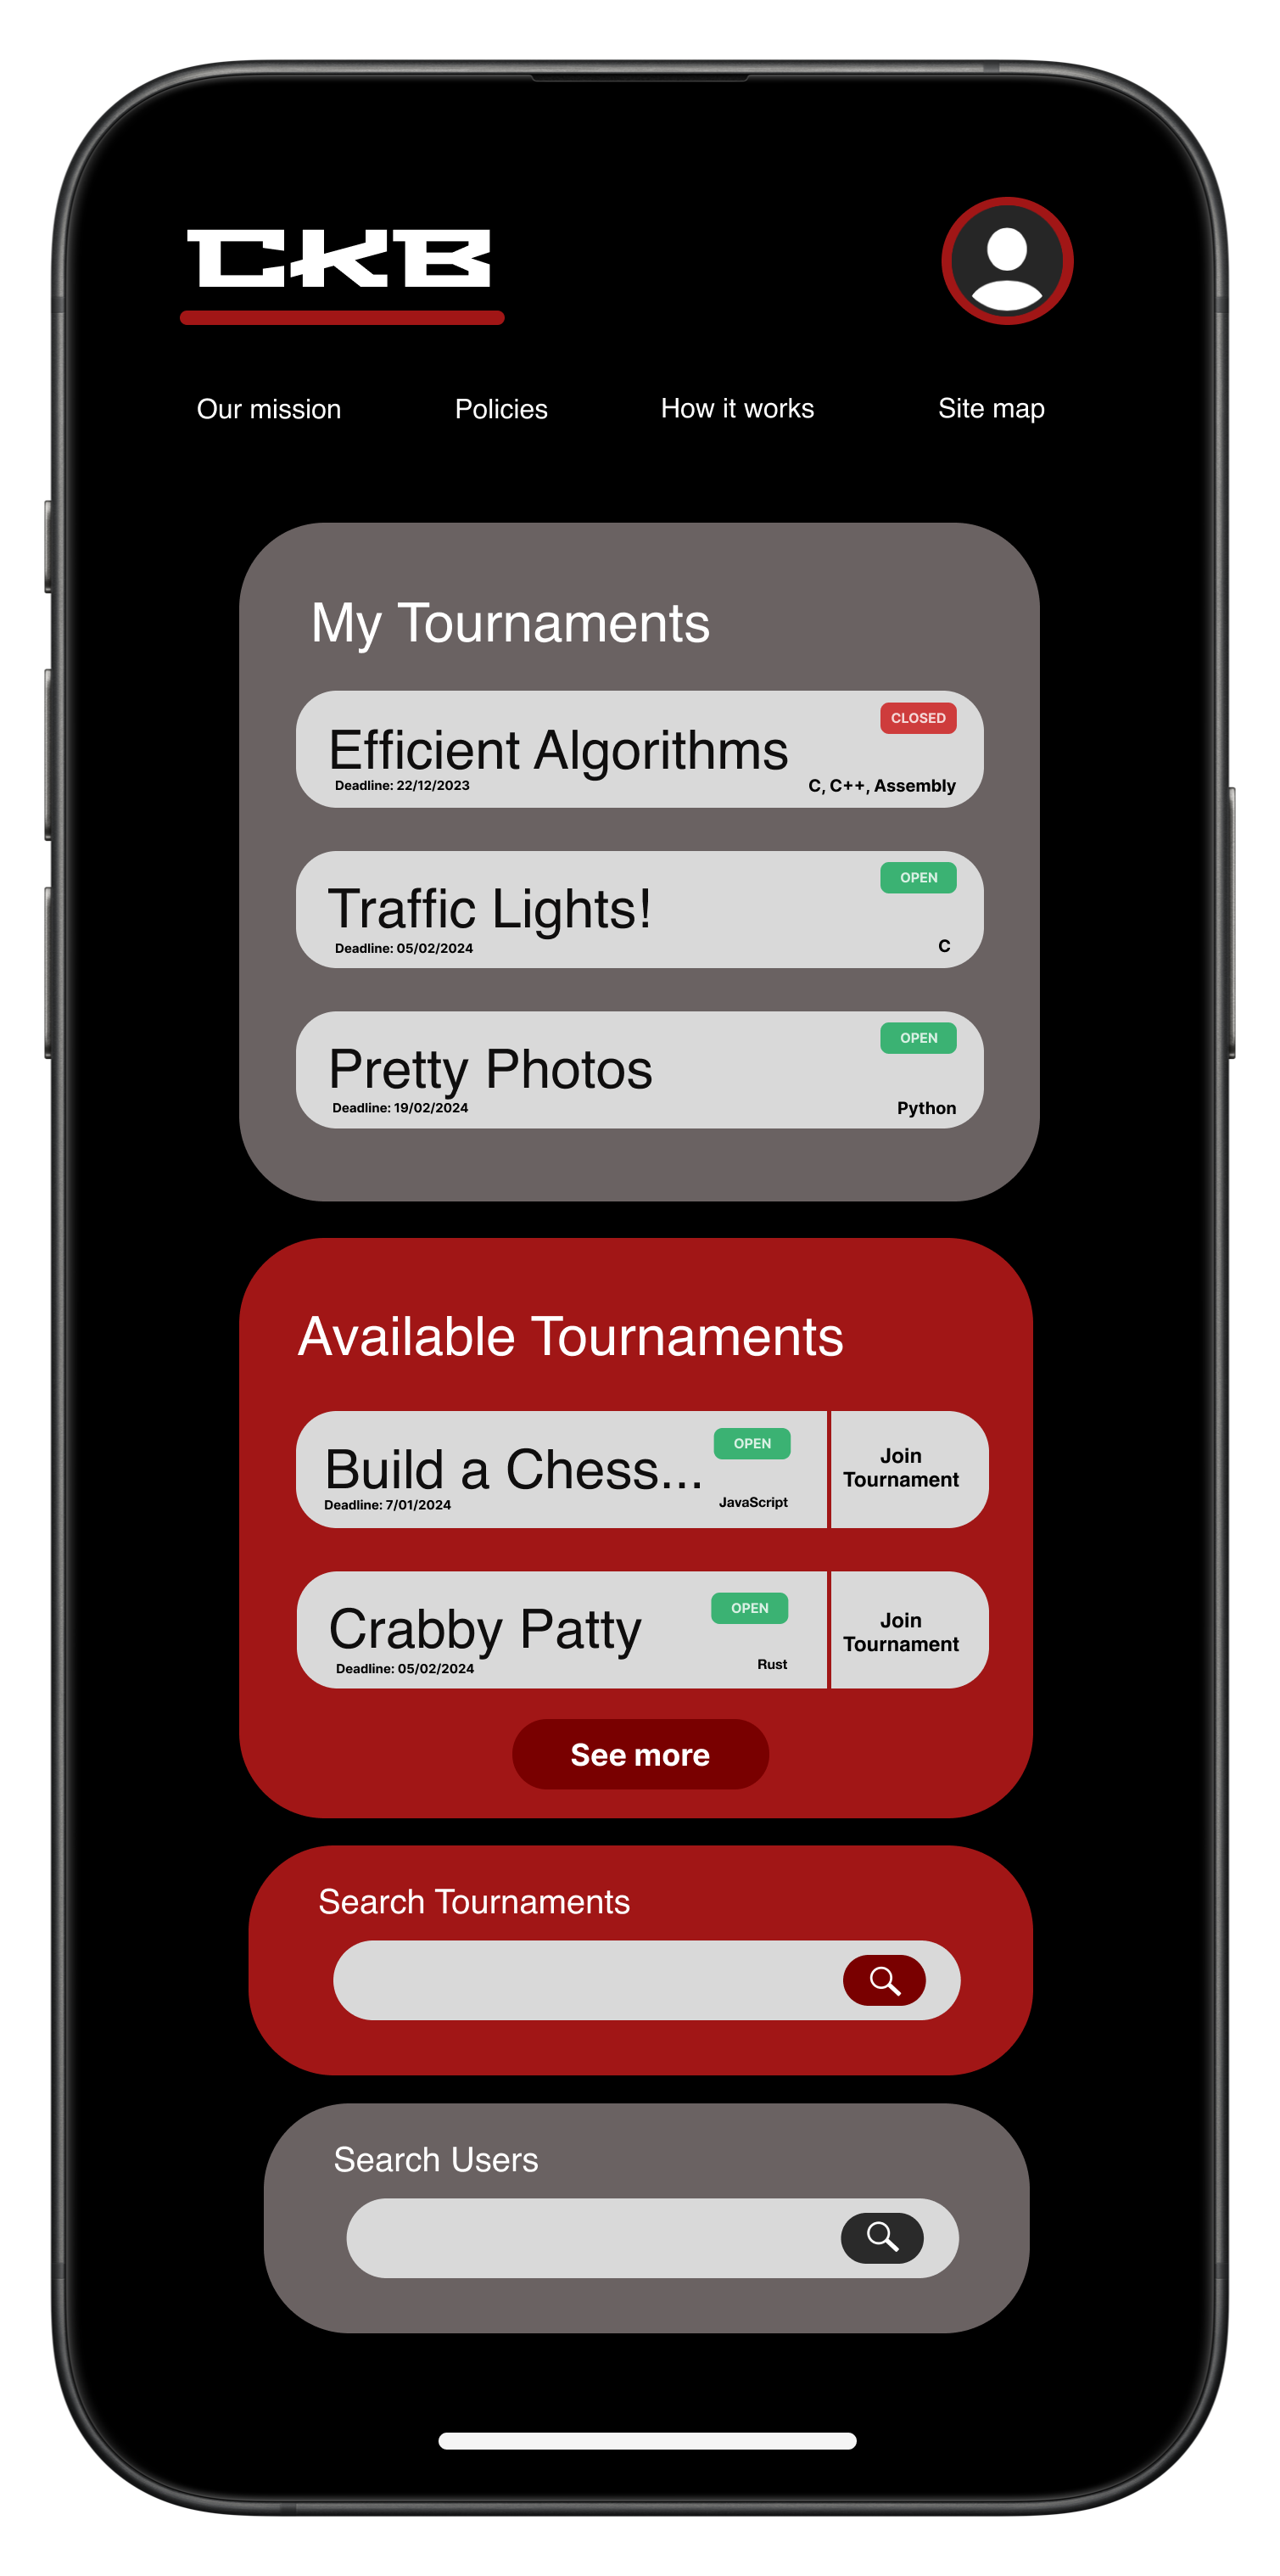 CKB
Our mission
Policies
How it works
Site map
My Tournaments
CLOSED
Efficient Algorithms
Deadline: 22/12/2023
C, C++, Assembly
OPEN
Traffic Lights!
Deadline: 05/02/2024
C
OPEN
Pretty Photos
Deadline: 19/02/2024
Python
Available Tournaments
OPEN
Build a Chess...
Deadline: 7/01/2024
JavaScript
Join
Tournament
OPEN
Crabby Patty
Deadline: 05/02/2024
Rust
Join
Tournament
See more
Search Tournaments
Search Users